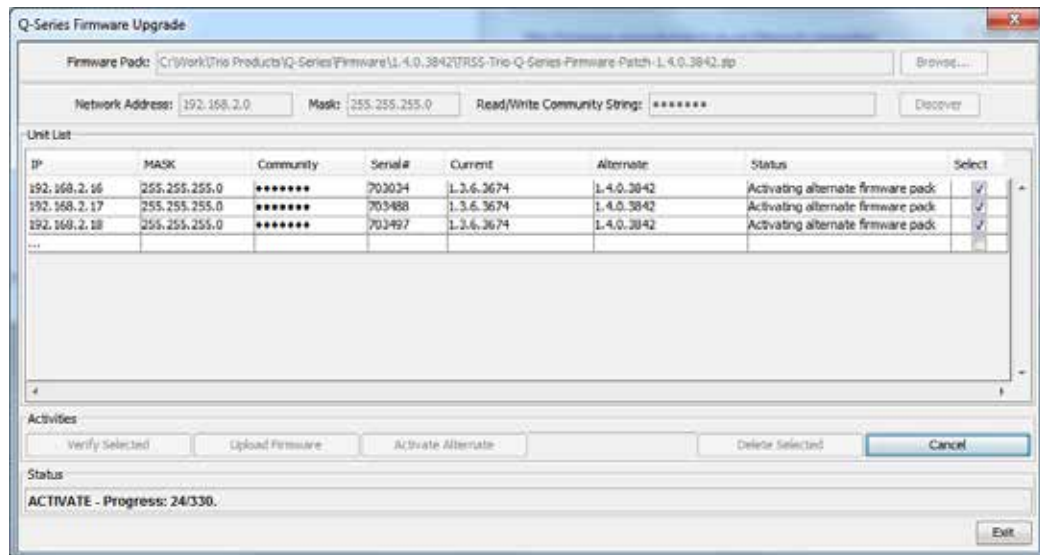 Q-Series Firmware Upgrade
Firmware Pack: C:\Work\Trio Products\Q-Series\Firmware\1.4.0.3842\TRSS-Trio-Q-Series-Firmware-Patch-1.4.0.3842.zip Browse...
Network Address: 192.168.2.0 Mask: 255.255.255.0 Read/Write Community String: ●●●●●●● Discover
Unit List
IP MASK Community Serial# Current Alternate Status Select
192.168.2.16 255.255.255.0 ●●●●●●● 703034 1.3.6.3674 1.4.0.3842 Activating alternate firmware pack
192.168.2.17 255.255.255.0 ●●●●●●● 703488 1.3.6.3674 1.4.0.3842 Activating alternate firmware pack
192.168.2.18 255.255.255.0 ●●●●●●● 703497 1.3.6.3674 1.4.0.3842 Activating alternate firmware pack
...
Activities
Verify Selected Upload Firmware Activate Alternate Delete Selected Cancel
Status
ACTIVATE - Progress: 24/330.
Exit